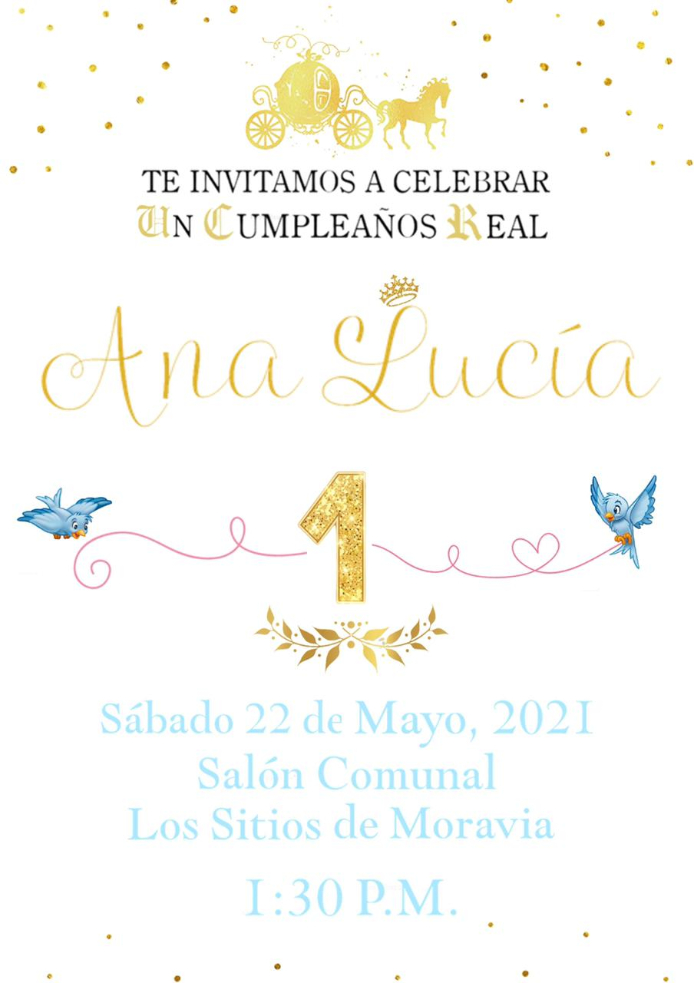 TE INVITAMOS A CELEBRAR
UN CUMPLEAÑOS REAL
Ana Lucía
1
Sábado 22 de Mayo, 2021
Salón Comunal
Los Sitios de Moravia
1:30 P.M.